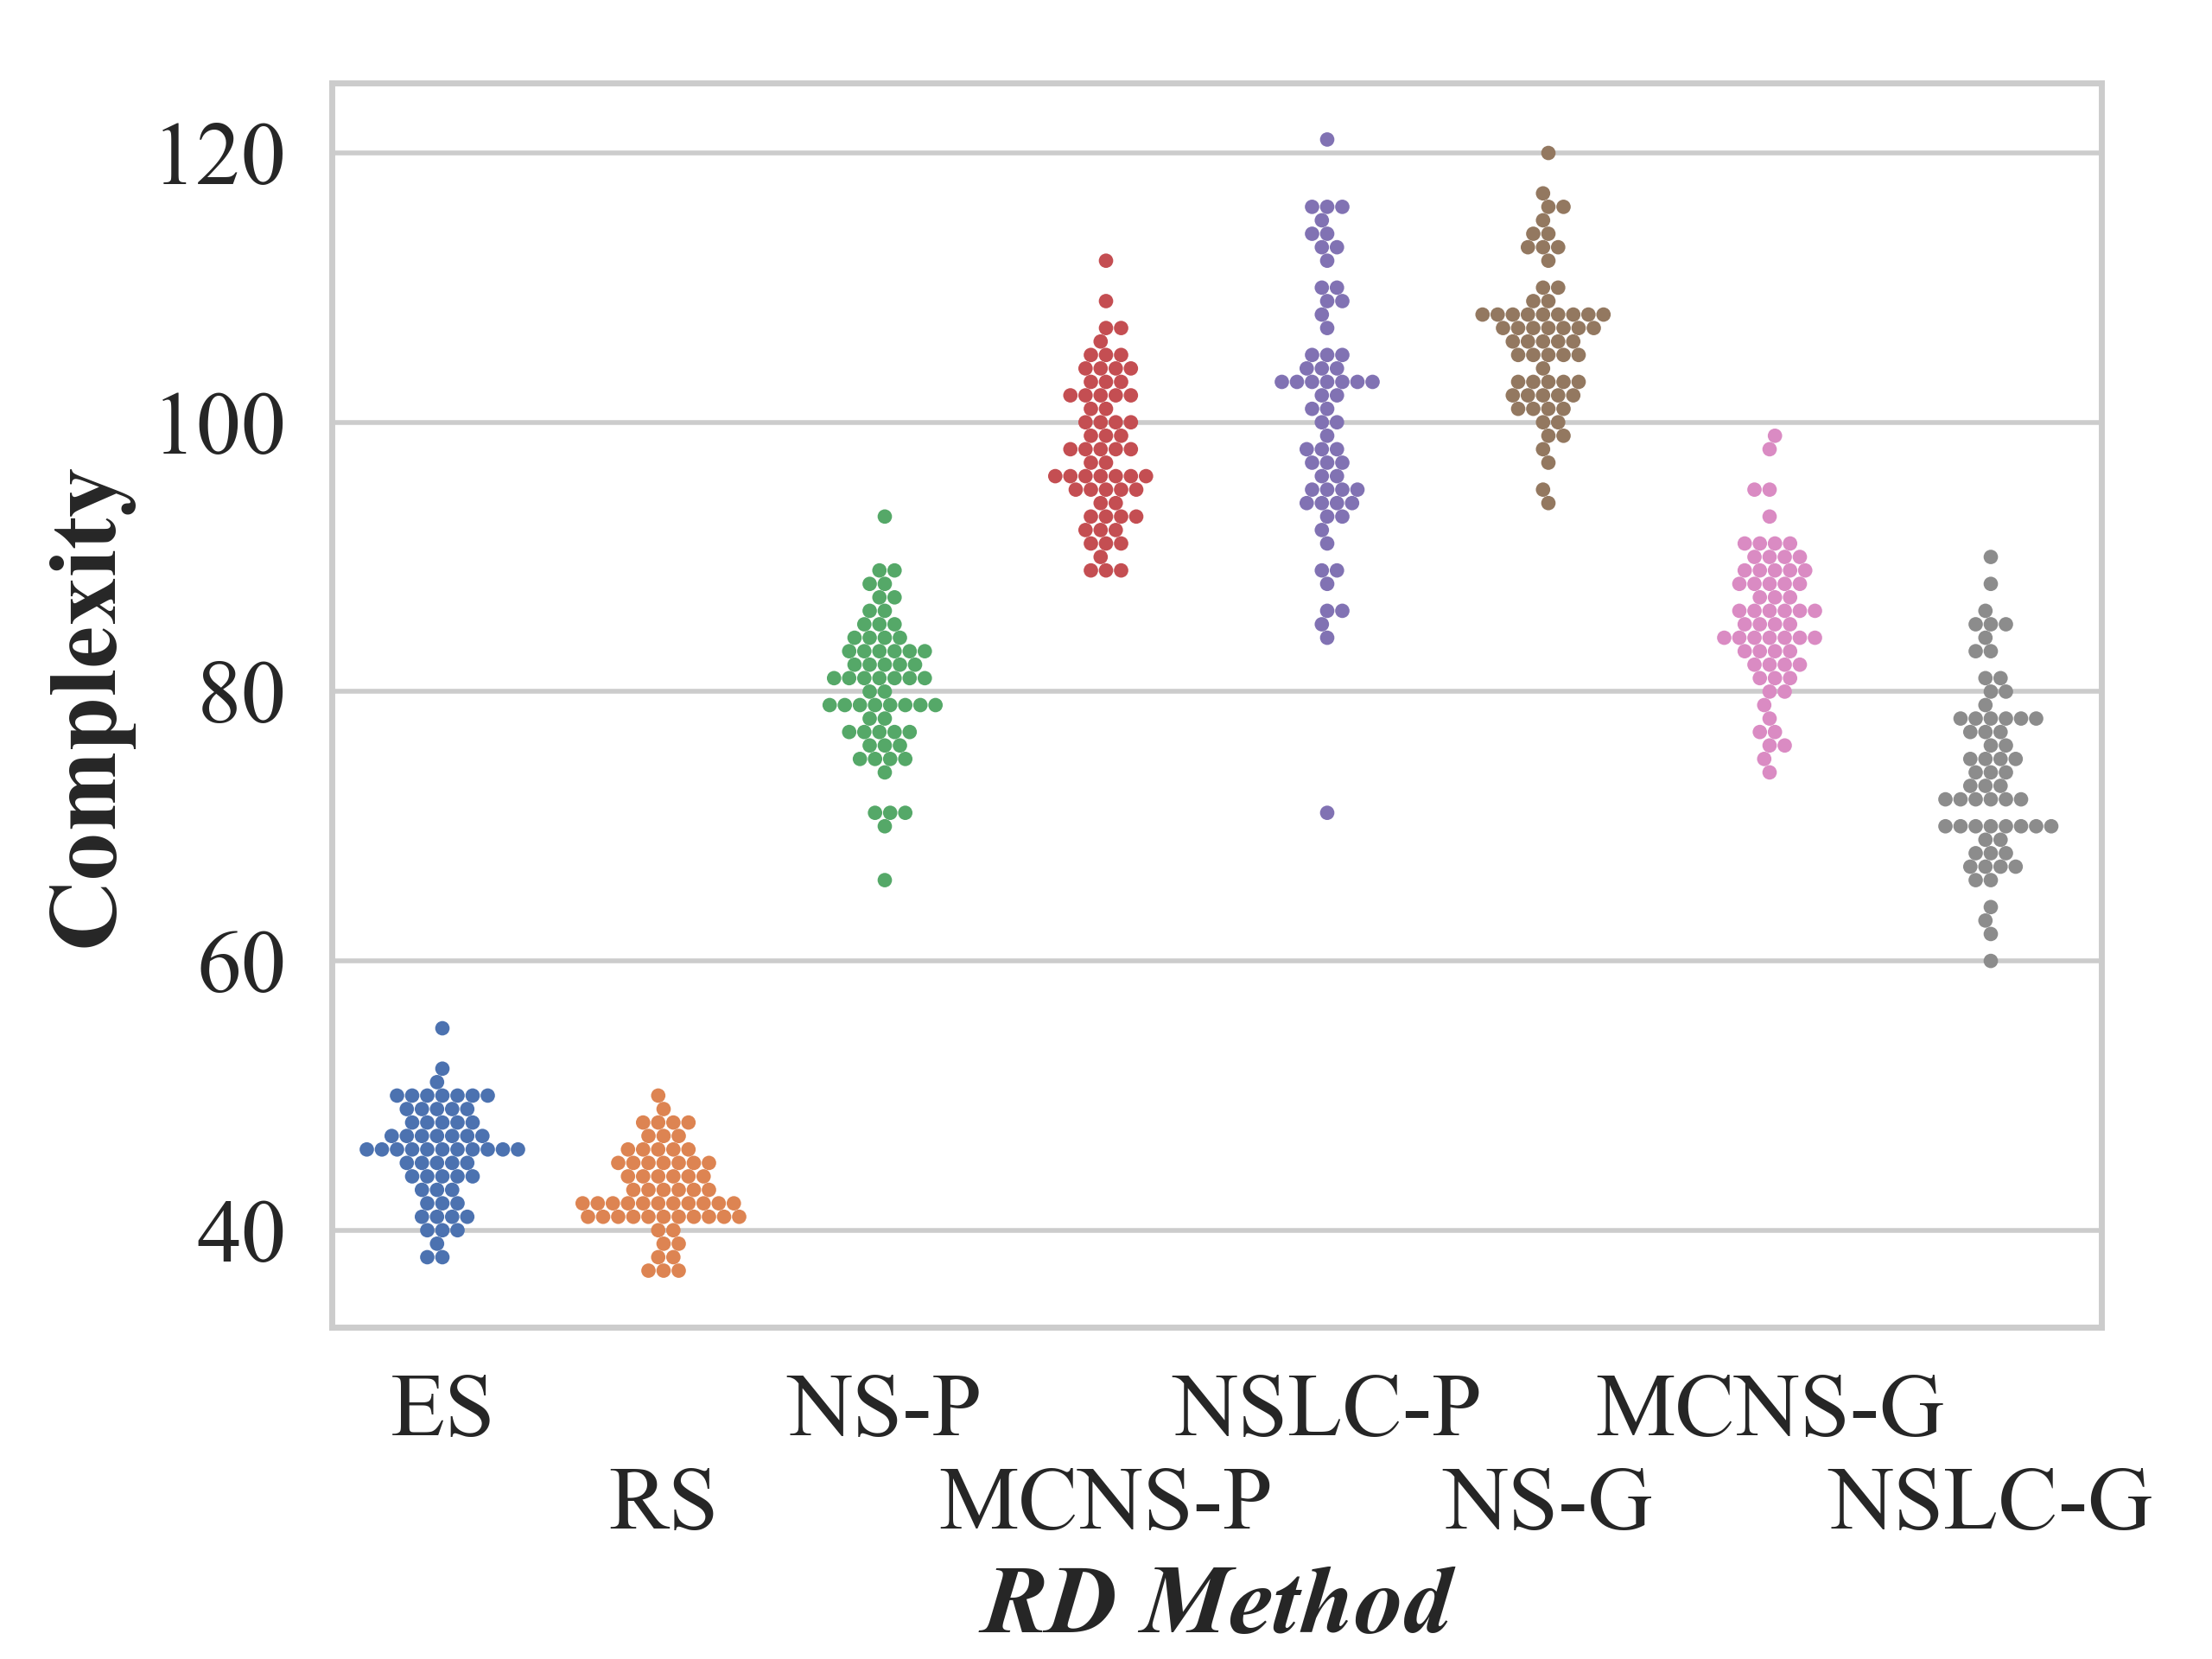 Complexity
120
100
80
60
40
ES NS-P NSLC-P MCNS-G
RS MCNS-P NS-G NSLC-G
RD Method